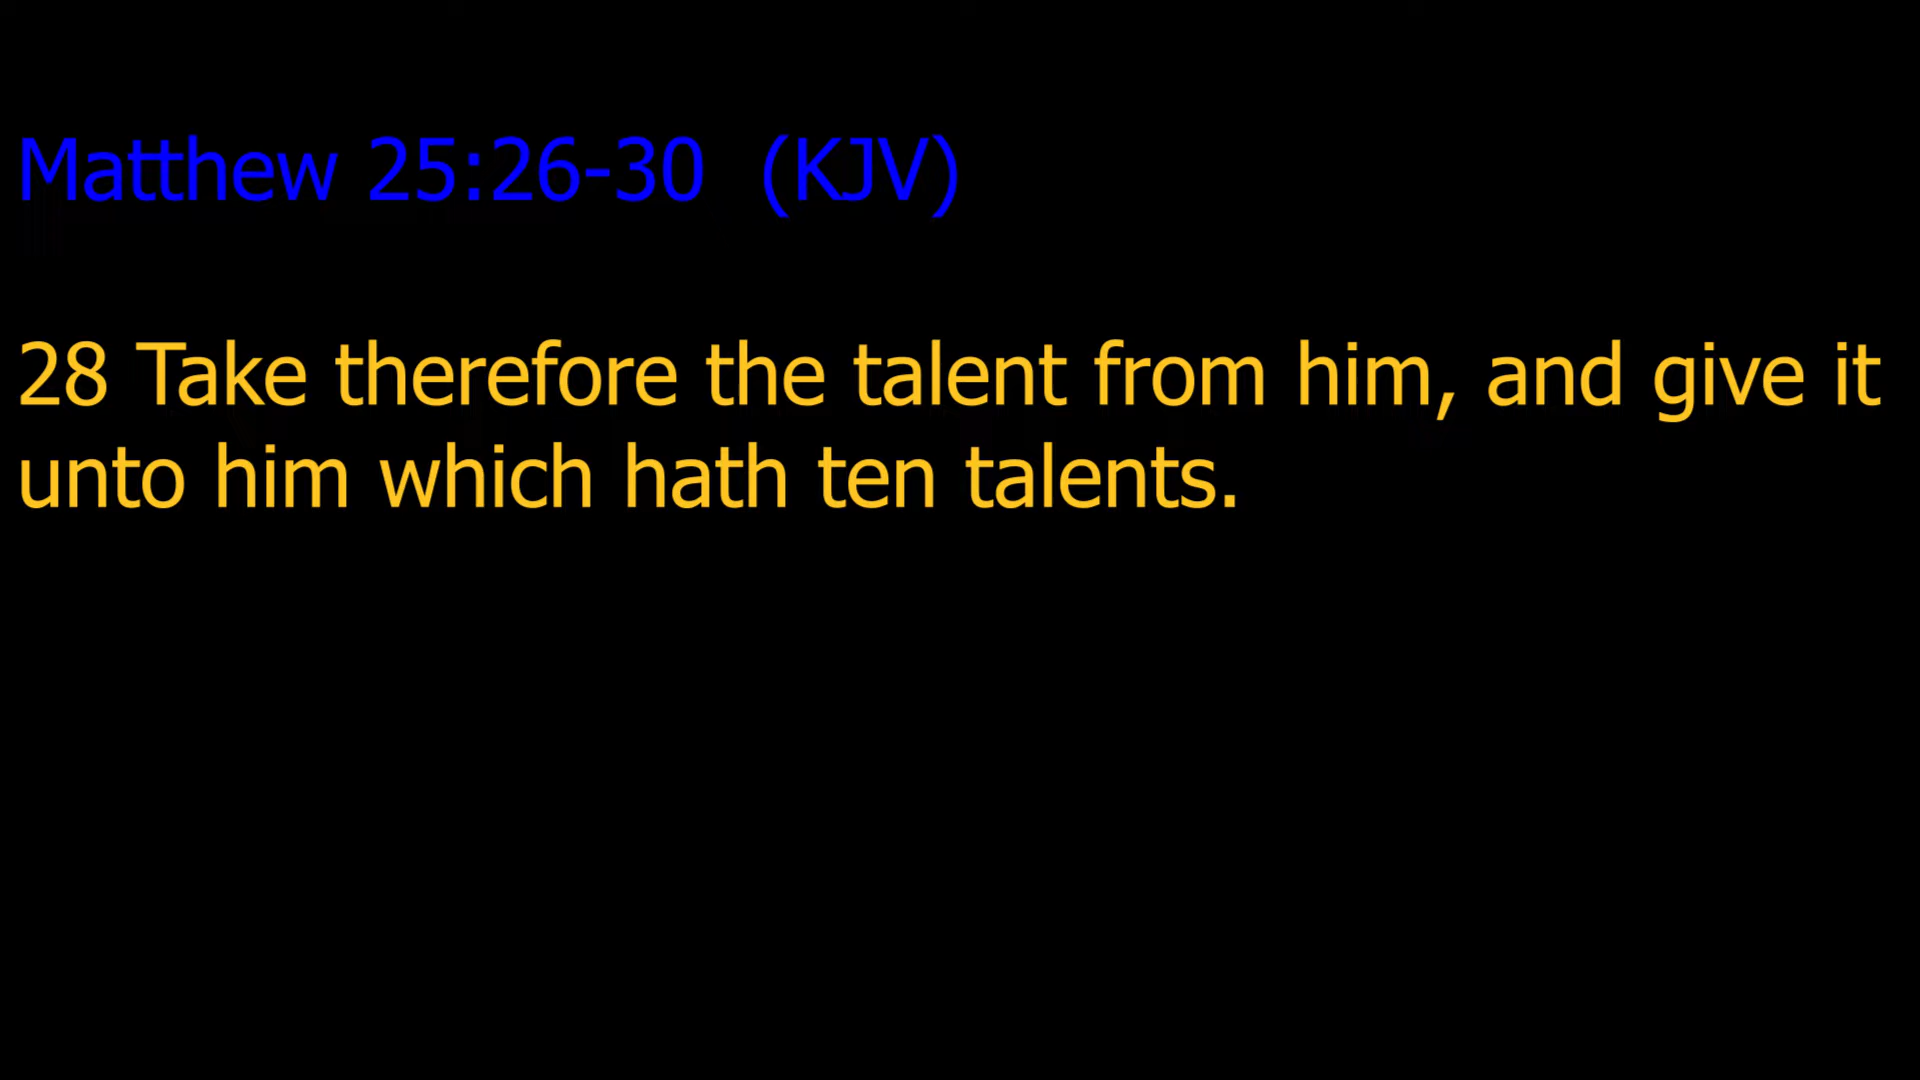 Matthew 25:26-30  (KJV)
28 Take therefore the talent from him, and give it
unto him which hath ten talents.